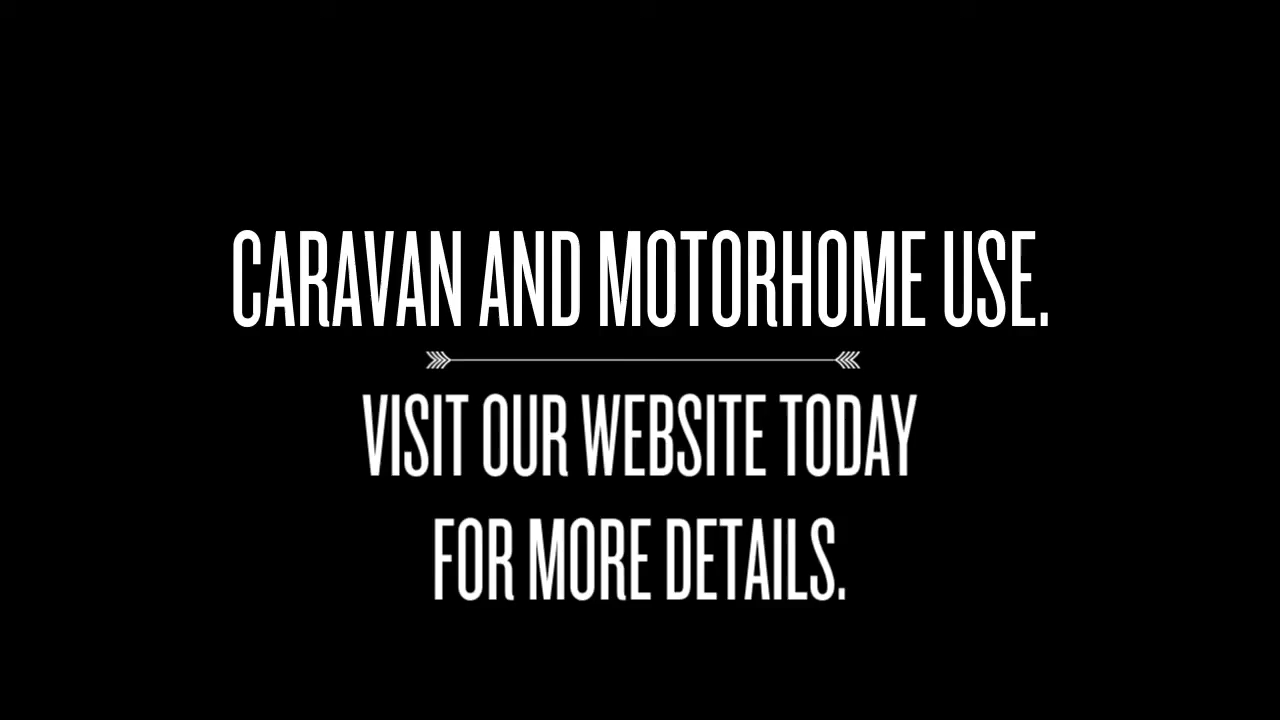 CARAVAN AND MOTORHOME USE.
VISIT OUR WEBSITE TODAY
FOR MORE DETAILS.